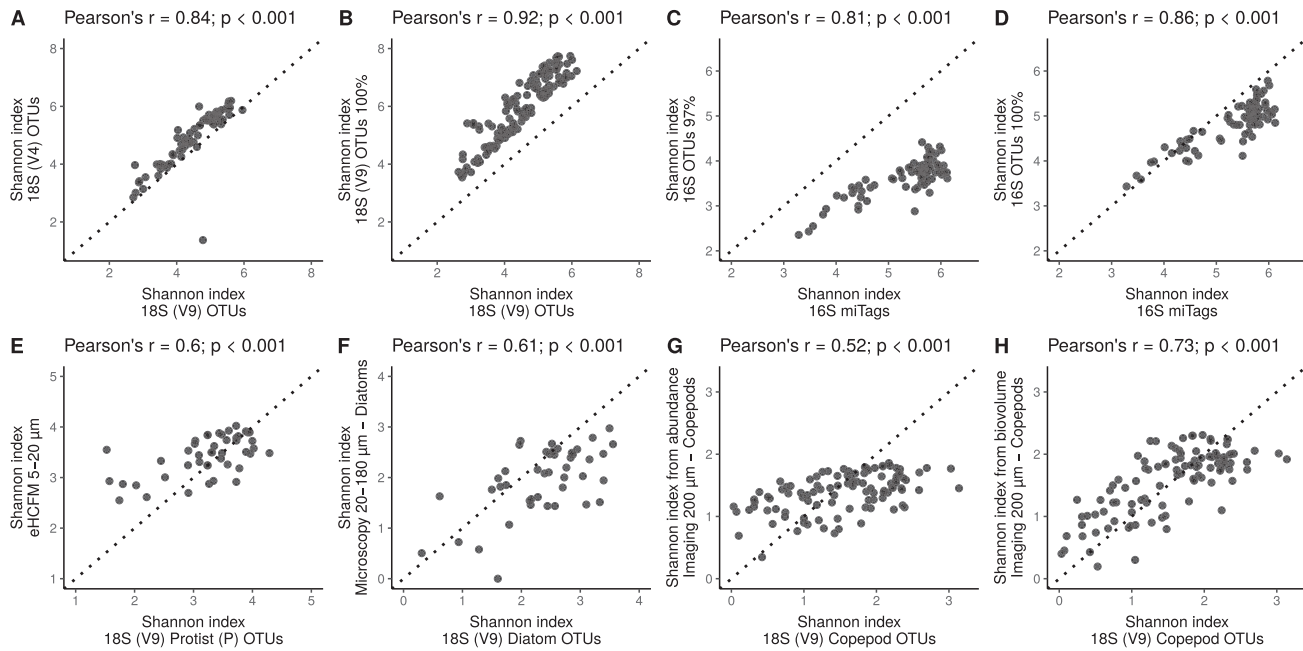 A
Pearson's r = 0.84; p < 0.001
Shannon index
18S (V4) OTUs
8
6
4
2
2
4
6
8
Shannon index
18S (V9) OTUs
B
Pearson's r = 0.92; p < 0.001
Shannon index
18S (V9) OTUs 100%
8
6
4
2
2
4
6
8
Shannon index
18S (V9) OTUs
C
Pearson's r = 0.81; p < 0.001
Shannon index
16S OTUs 97%
6
5
4
3
2
2
3
4
5
6
Shannon index
16S miTags
D
Pearson's r = 0.86; p < 0.001
Shannon index
16S OTUs 100%
6
5
4
3
2
2
3
4
5
6
Shannon index
16S miTags
E
Pearson's r = 0.6; p < 0.001
Shannon index
eHCFM 5−20 µm
5
4
3
2
1
1
2
3
4
5
Shannon index
18S (V9) Protist (P) OTUs
F
Pearson's r = 0.61; p < 0.001
Shannon index
Microscopy 20−180 µm − Diatoms
4
3
2
1
0
0
1
2
3
4
Shannon index
18S (V9) Diatom OTUs
G
Pearson's r = 0.52; p < 0.001
Shannon index from abundance
Imaging 200 µm − Copepods
3
2
1
0
0
1
2
3
Shannon index
18S (V9) Copepod OTUs
H
Pearson's r = 0.73; p < 0.001
Shannon index from biovolume
Imaging 200 µm − Copepods
3
2
1
0
0
1
2
3
Shannon index
18S (V9) Copepod OTUs